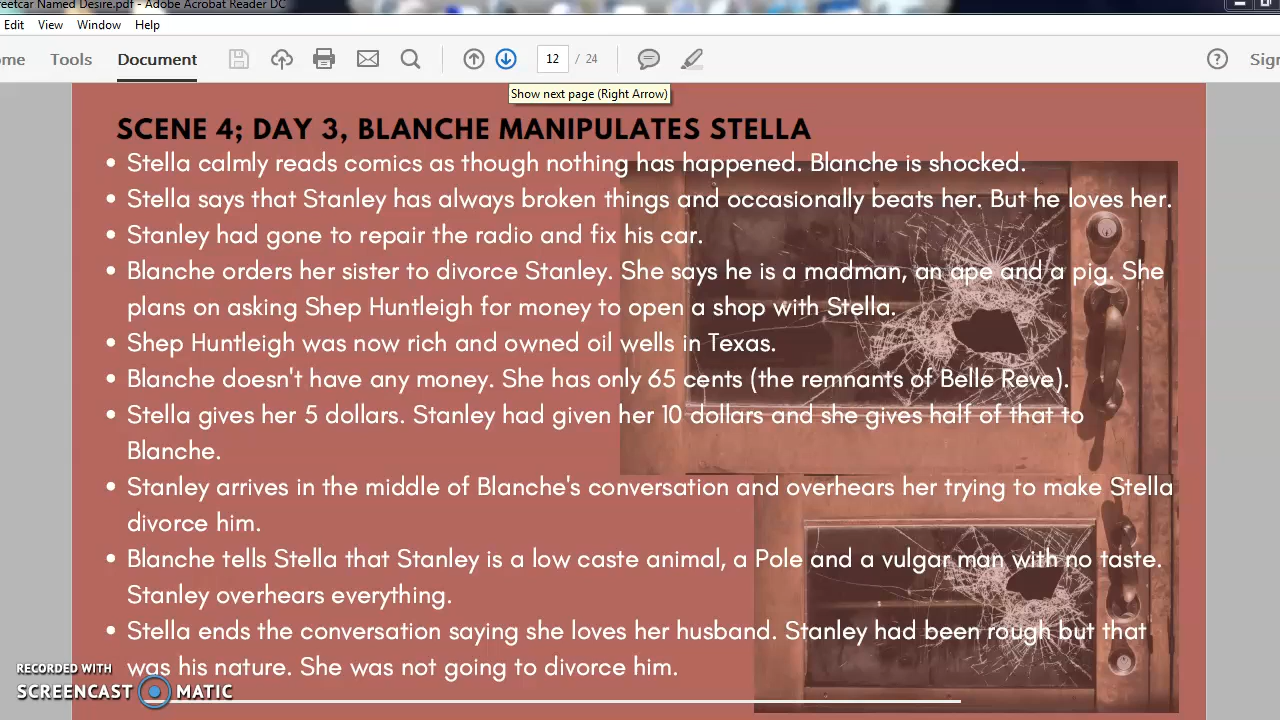 reetcar Named Desire.pdf - Adobe Acrobat Reader DC
Edit View Window Help
me Tools Document 12 / 24 Sign
Show next page (Right Arrow)
SCENE 4; DAY 3, BLANCHE MANIPULATES STELLA
• Stella calmly reads comics as though nothing has happened. Blanche is shocked.
• Stella says that Stanley has always broken things and occasionally beats her. But he loves her.
• Stanley had gone to repair the radio and fix his car.
• Blanche orders her sister to divorce Stanley. She says he is a madman, an ape and a pig. She
plans on asking Shep Huntleigh for money to open a shop with Stella.
• Shep Huntleigh was now rich and owned oil wells in Texas.
• Blanche doesn't have any money. She has only 65 cents (the remnants of Belle Reve).
• Stella gives her 5 dollars. Stanley had given her 10 dollars and she gives half of that to
Blanche.
• Stanley arrives in the middle of Blanche's conversation and overhears her trying to make Stella
divorce him.
• Blanche tells Stella that Stanley is a low caste animal, a Pole and a vulgar man with no taste.
Stanley overhears everything.
• Stella ends the conversation saying she loves her husband. Stanley had been rough but that
was his nature. She was not going to divorce him.
RECORDED WITH
SCREENCAST MATIC